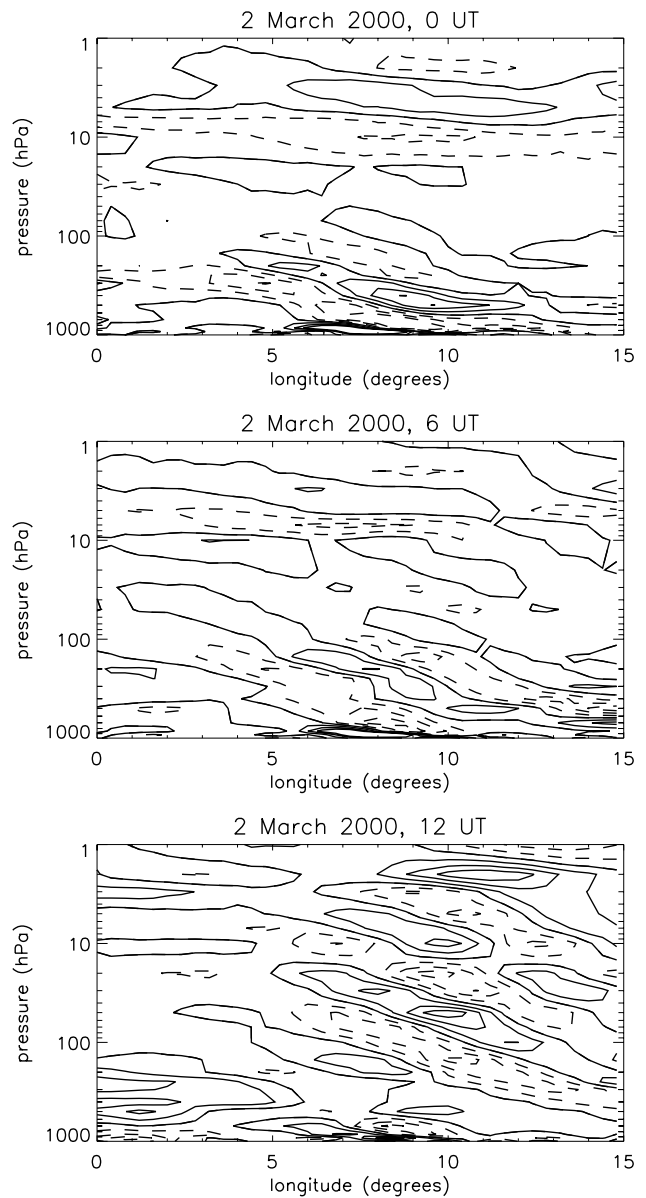 2 March 2000, 0 UT
1
10
100
1000
pressure (hPa)
0 5 10 15
longitude (degrees)
2 March 2000, 6 UT
1
10
100
1000
pressure (hPa)
0 5 10 15
longitude (degrees)
2 March 2000, 12 UT
1
10
100
1000
pressure (hPa)
0 5 10 15
longitude (degrees)